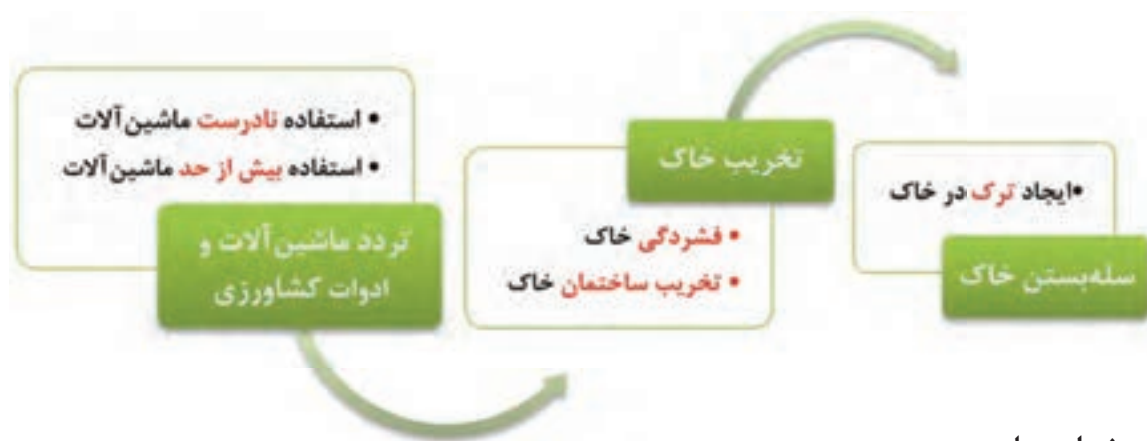 • استفاده نادرست ماشین‌آلات
• استفاده بیش از حد ماشین‌آلات
تردد ماشین‌آلات و
ادوات کشاورزی
تخریب خاک
• فشردگی خاک
• تخریب ساختمان خاک
•ایجاد ترک در خاک
سله‌بستن خاک